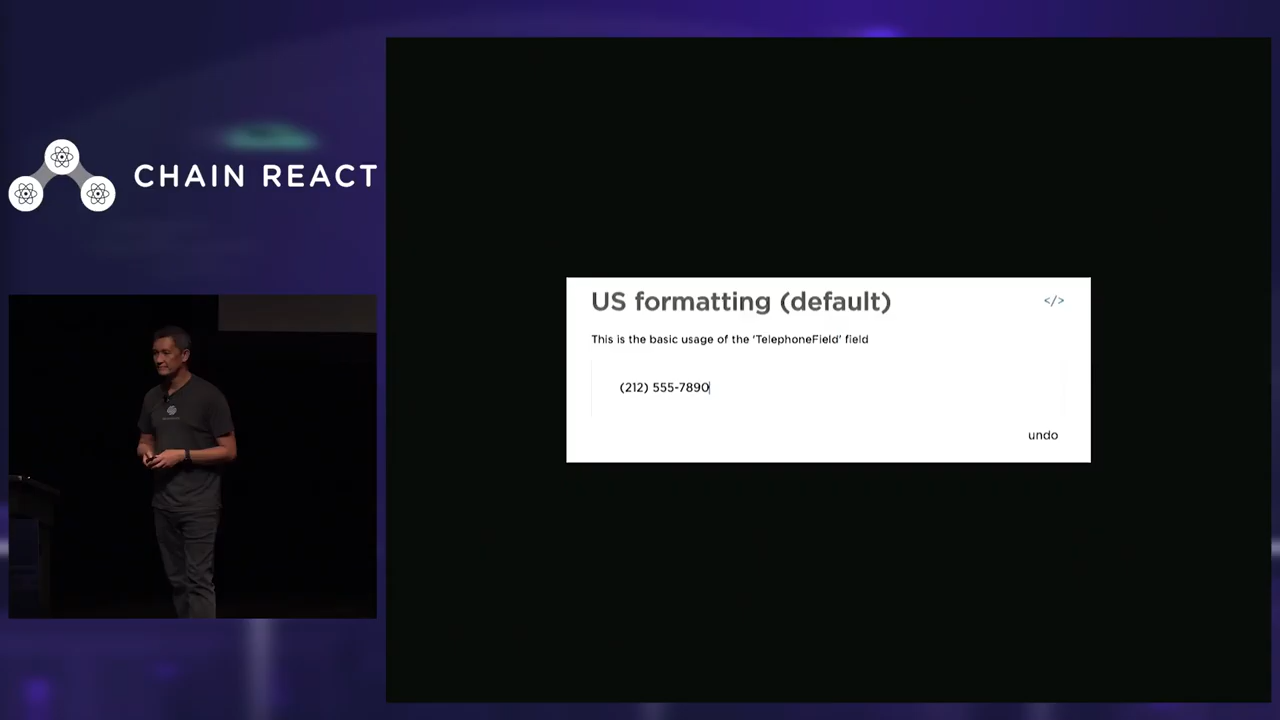 CHAIN REACT
US formatting (default)
</>
This is the basic usage of the 'TelephoneField' field
(212) 555-7890
undo